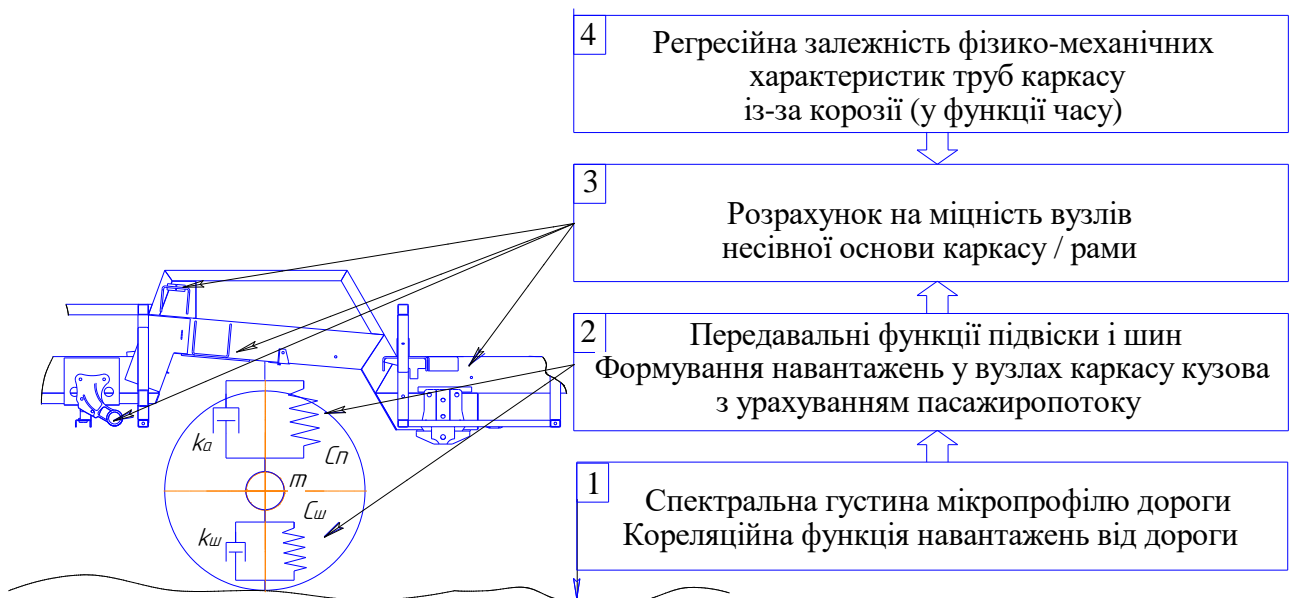 4
Регресійна залежність фізико-механічних
характеристик труб каркасу
із-за корозії (у функції часу)
3
Розрахунок на міцність вузлів
несівної основи каркасу / рами
2
Передавальні функції підвіски і шин
Формування навантажень у вузлах каркасу кузова
з урахуванням пасажиропотоку
1
Спектральна густина мікропрофілю дороги
Кореляційна функція навантажень від дороги
kа
Сп
m
Сш
kш